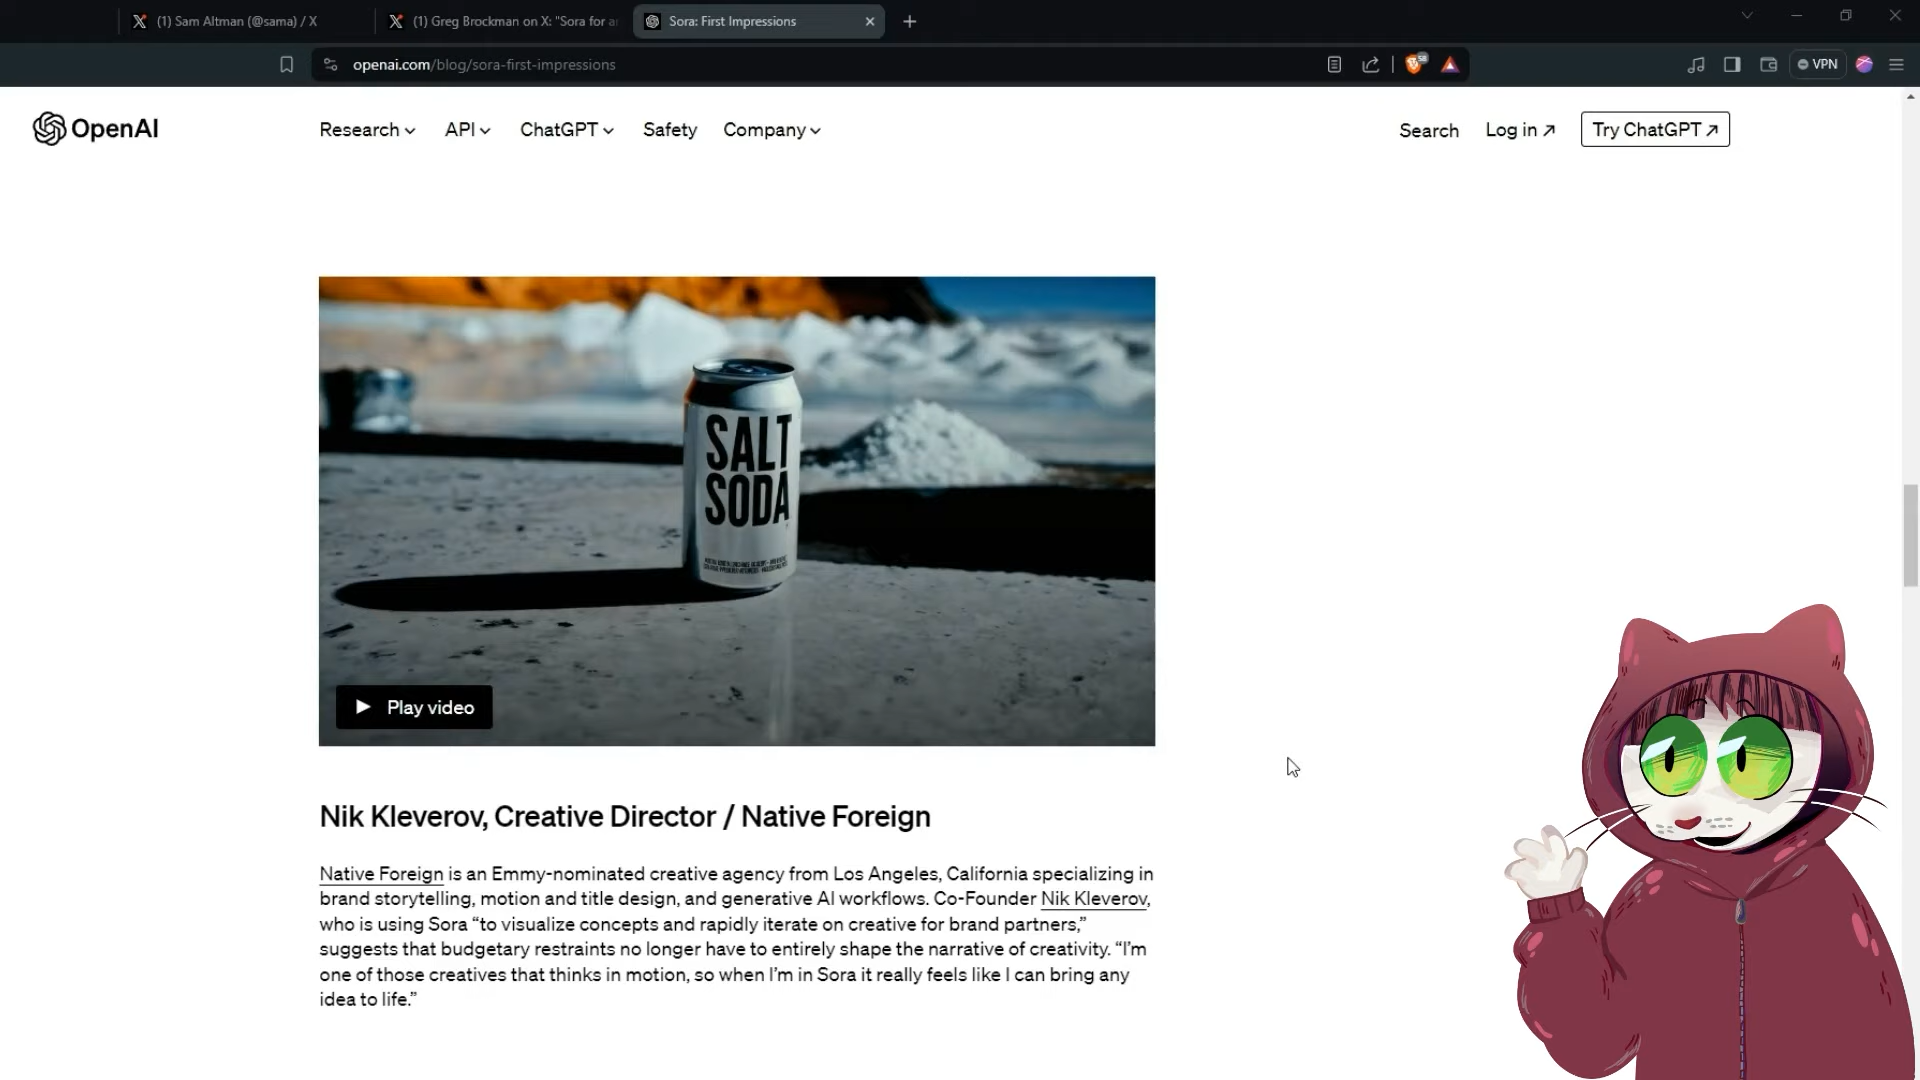 (1) Sam Altman (@sama) / X
(1) Greg Brockman on X: "Sora for a
Sora: First Impressions
openai.com/blog/sora-first-impressions
VPN
OpenAI
Research
API
ChatGPT
Safety
Company
Search
Log in ↗
Try ChatGPT ↗
SALT
SODA
Play video
Nik Kleverov, Creative Director / Native Foreign
Native Foreign is an Emmy-nominated creative agency from Los Angeles, California specializing in
brand storytelling, motion and title design, and generative AI workflows. Co-Founder Nik Kleverov,
who is using Sora “to visualize concepts and rapidly iterate on creative for brand partners,”
suggests that budgetary restraints no longer have to entirely shape the narrative of creativity. “I’m
one of those creatives that thinks in motion, so when I’m in Sora it really feels like I can bring any
idea to life.”